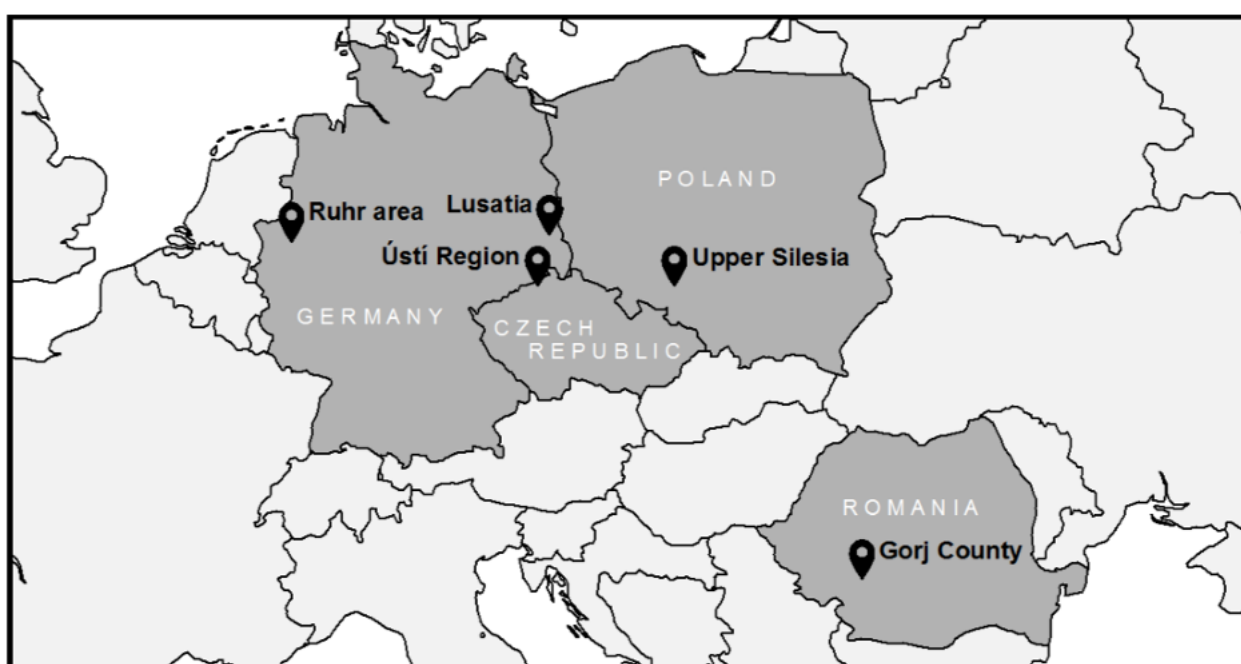 POLAND
Lusatia
Ruhr area
Ústí Region
Upper Silesia
GERMANY
CZECH
REPUBLIC
ROMANIA
Gorj County